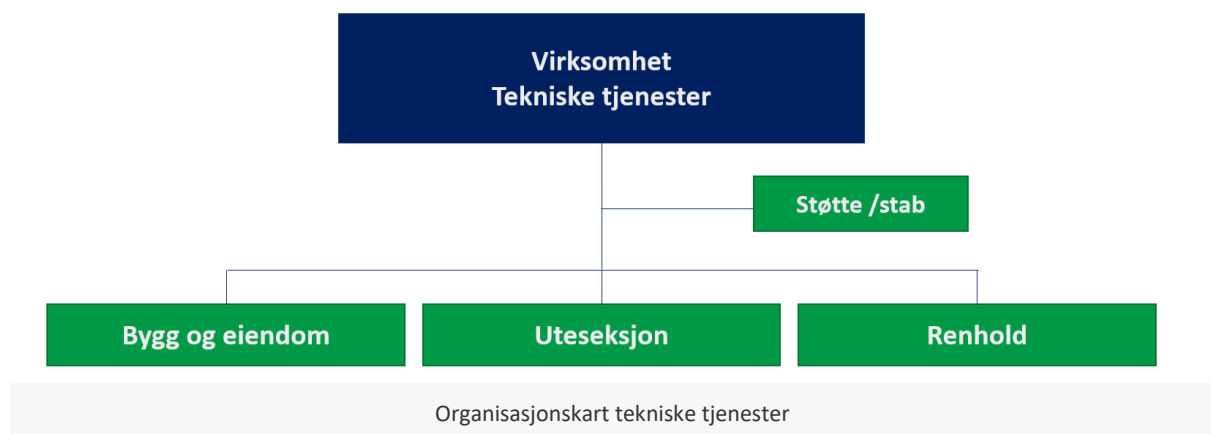 Virksomhet
Tekniske tjenester
Støtte /stab
Bygg og eiendom
Uteseksjon
Renhold
Organisasjonskart tekniske tjenester